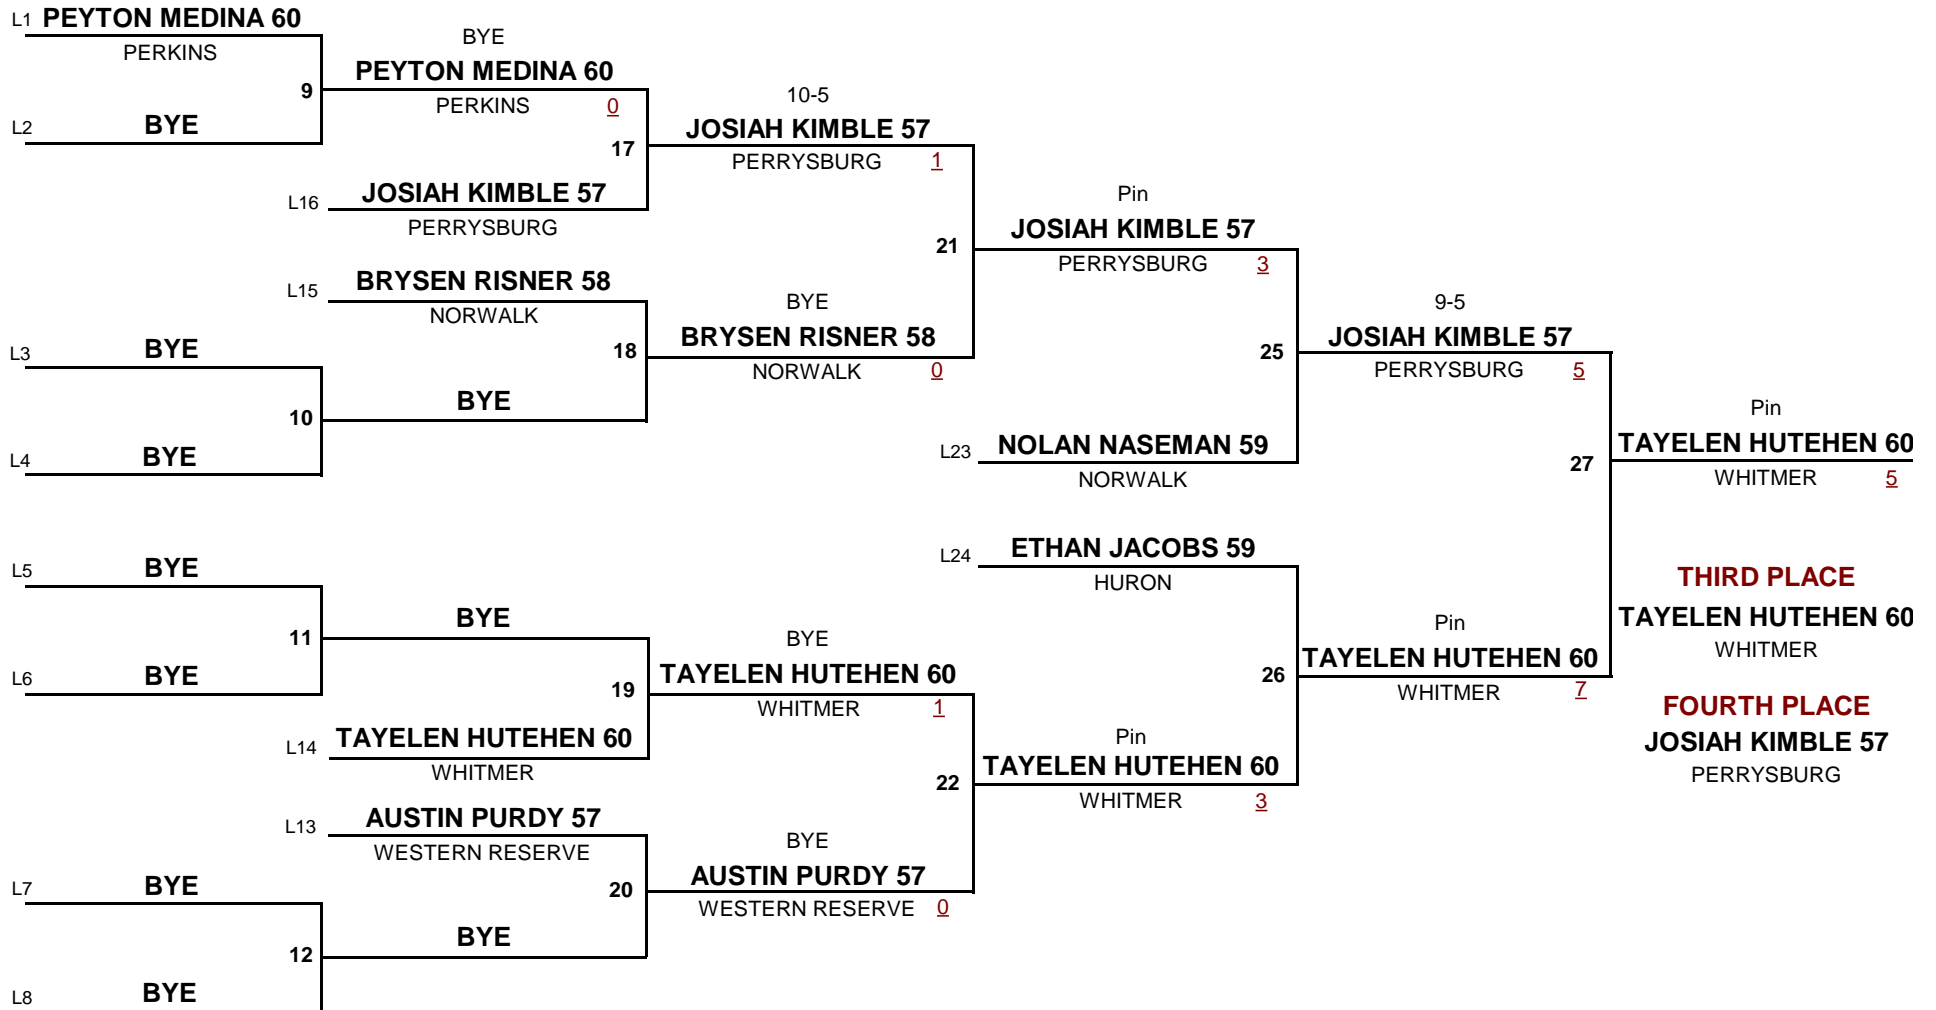 L1 PEYTON MEDINA 60
PERKINS
9
L2 BYE
BYE
PEYTON MEDINA 60
PERKINS 0
17
L16 JOSIAH KIMBLE 57
PERRYSBURG
10-5
JOSIAH KIMBLE 57
PERRYSBURG 1
21
L15 BRYSEN RISNER 58
NORWALK
18
BYE
BRYSEN RISNER 58
NORWALK 0
L3 BYE
10
BYE
L4 BYE
Pin
JOSIAH KIMBLE 57
PERRYSBURG 3
25
L23 NOLAN NASEMAN 59
NORWALK
9-5
JOSIAH KIMBLE 57
PERRYSBURG 5
27
Pin
TAYELEN HUTEHEN 60
WHITMER 5
L5 BYE
11
BYE
L6 BYE
19
L14 TAYELEN HUTEHEN 60
WHITMER
BYE
TAYELEN HUTEHEN 60
WHITMER 1
22
L13 AUSTIN PURDY 57
WESTERN RESERVE
20
BYE
AUSTIN PURDY 57
WESTERN RESERVE 0
L7 BYE
12
BYE
L8 BYE
L24 ETHAN JACOBS 59
HURON
26
Pin
TAYELEN HUTEHEN 60
WHITMER 3
Pin
TAYELEN HUTEHEN 60
WHITMER 7
THIRD PLACE
TAYELEN HUTEHEN 60
WHITMER
FOURTH PLACE
JOSIAH KIMBLE 57
PERRYSBURG